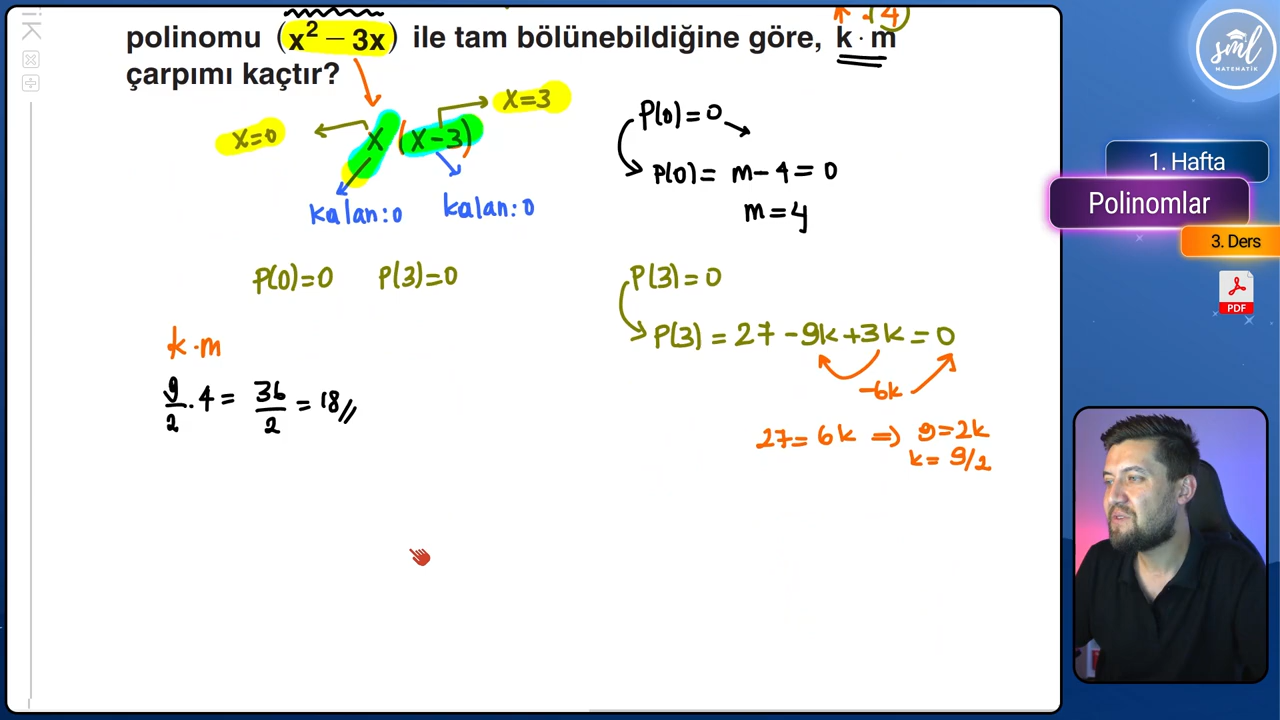 √4
polinomu (x² − 3x) ile tam bölünebildiğine göre, k · m
çarpımı kaçtır?
x=0
x (x−3)
x=3
kalan:0 kalan:0
P(0)=0 P(3)=0
k·m
9/2 · 4 = 36/2 = 18//
P(0)=0
P(0) = m−4=0
m=4
P(3)=0
P(3) = 27 −9k +3k = 0
−6k
27= 6k ⇒ 9=2k
k= 9/2
sml
MATEMATİK
1. Hafta
Polinomlar
3. Ders
PDF
iK